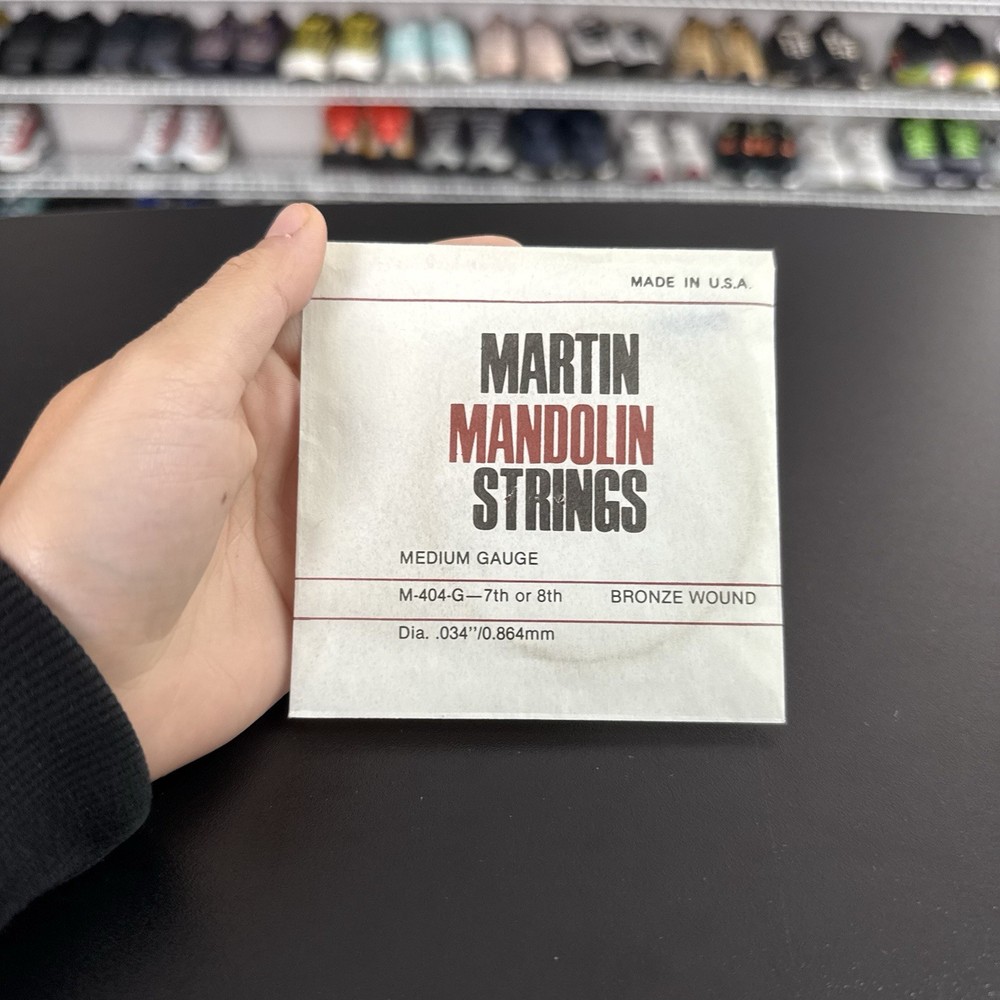 MADE IN U.S.A.
MARTIN
MANDOLIN
STRINGS
MEDIUM GAUGE
M-404-G—7th or 8th BRONZE WOUND
Dia. .034''/0.864mm